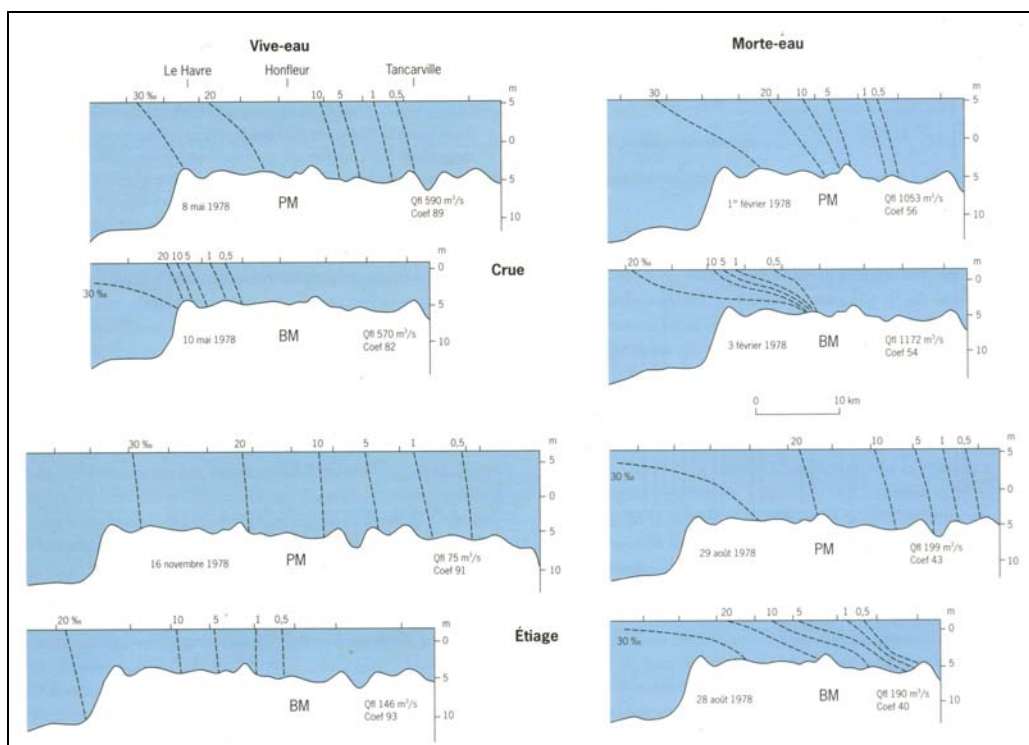 Vive-eau
Le Havre Honfleur Tancarville
30 ‰ 20 10 5 1 0,5
m
5
0
5
10
8 mai 1978
PM
Qfl 590 m³/s
Coef 89
Morte-eau
30 20 10 5 1 0,5
m
5
0
5
10
1er février 1978
PM
Qfl 1053 m³/s
Coef 56
Crue
20 10 5 1 0,5
m
0
30 ‰
5
10
10 mai 1978
BM
Qfl 570 m³/s
Coef 82
20 ‰ 10 5 1 0,5
m
0
5
10
3 février 1978
BM
Qfl 1172 m³/s
Coef 54
0 10 km
30 ‰ 20 10 5 1 0,5
m
5
0
5
10
16 novembre 1978
PM
Qfl 75 m³/s
Coef 91
20 10 5 1 0,5
m
30 ‰
5
0
5
10
29 août 1978
PM
Qfl 199 m³/s
Coef 43
Étiage
20 ‰ 10 5 1 0,5
m
0
5
10
BM
Qfl 146 m³/s
Coef 93
20 10 5 1 0,5
m
30 ‰
0
5
10
28 août 1978
BM
Qfl 190 m³/s
Coef 40